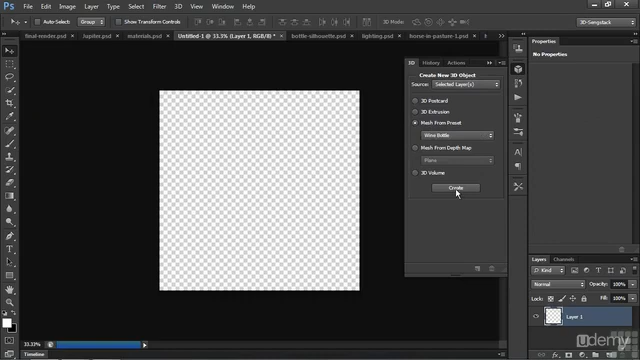 Ps File Edit Image Layer Type Select Filter 3D View Window Help
Auto-Select: Group Show Transform Controls 3D Mode: 3D-Sengstack
final-render.psd × jupiter.psd × materials.psd × Untitled-1 @ 33.3% (Layer 1, RGB/8) * × bottle-silhouette.psd × lighting.psd × horse-in-pasture-1.psd ×
Properties
No Properties
3D History Actions
Create New 3D Object
Source: Selected Layer(s)
3D Postcard
3D Extrusion
Mesh From Preset
Wine Bottle
Mesh From Depth Map
Plane
3D Volume
Create
Layers Channels
Kind
Normal Opacity: 100%
Lock: Fill: 100%
Layer 1
33.33%
udemy